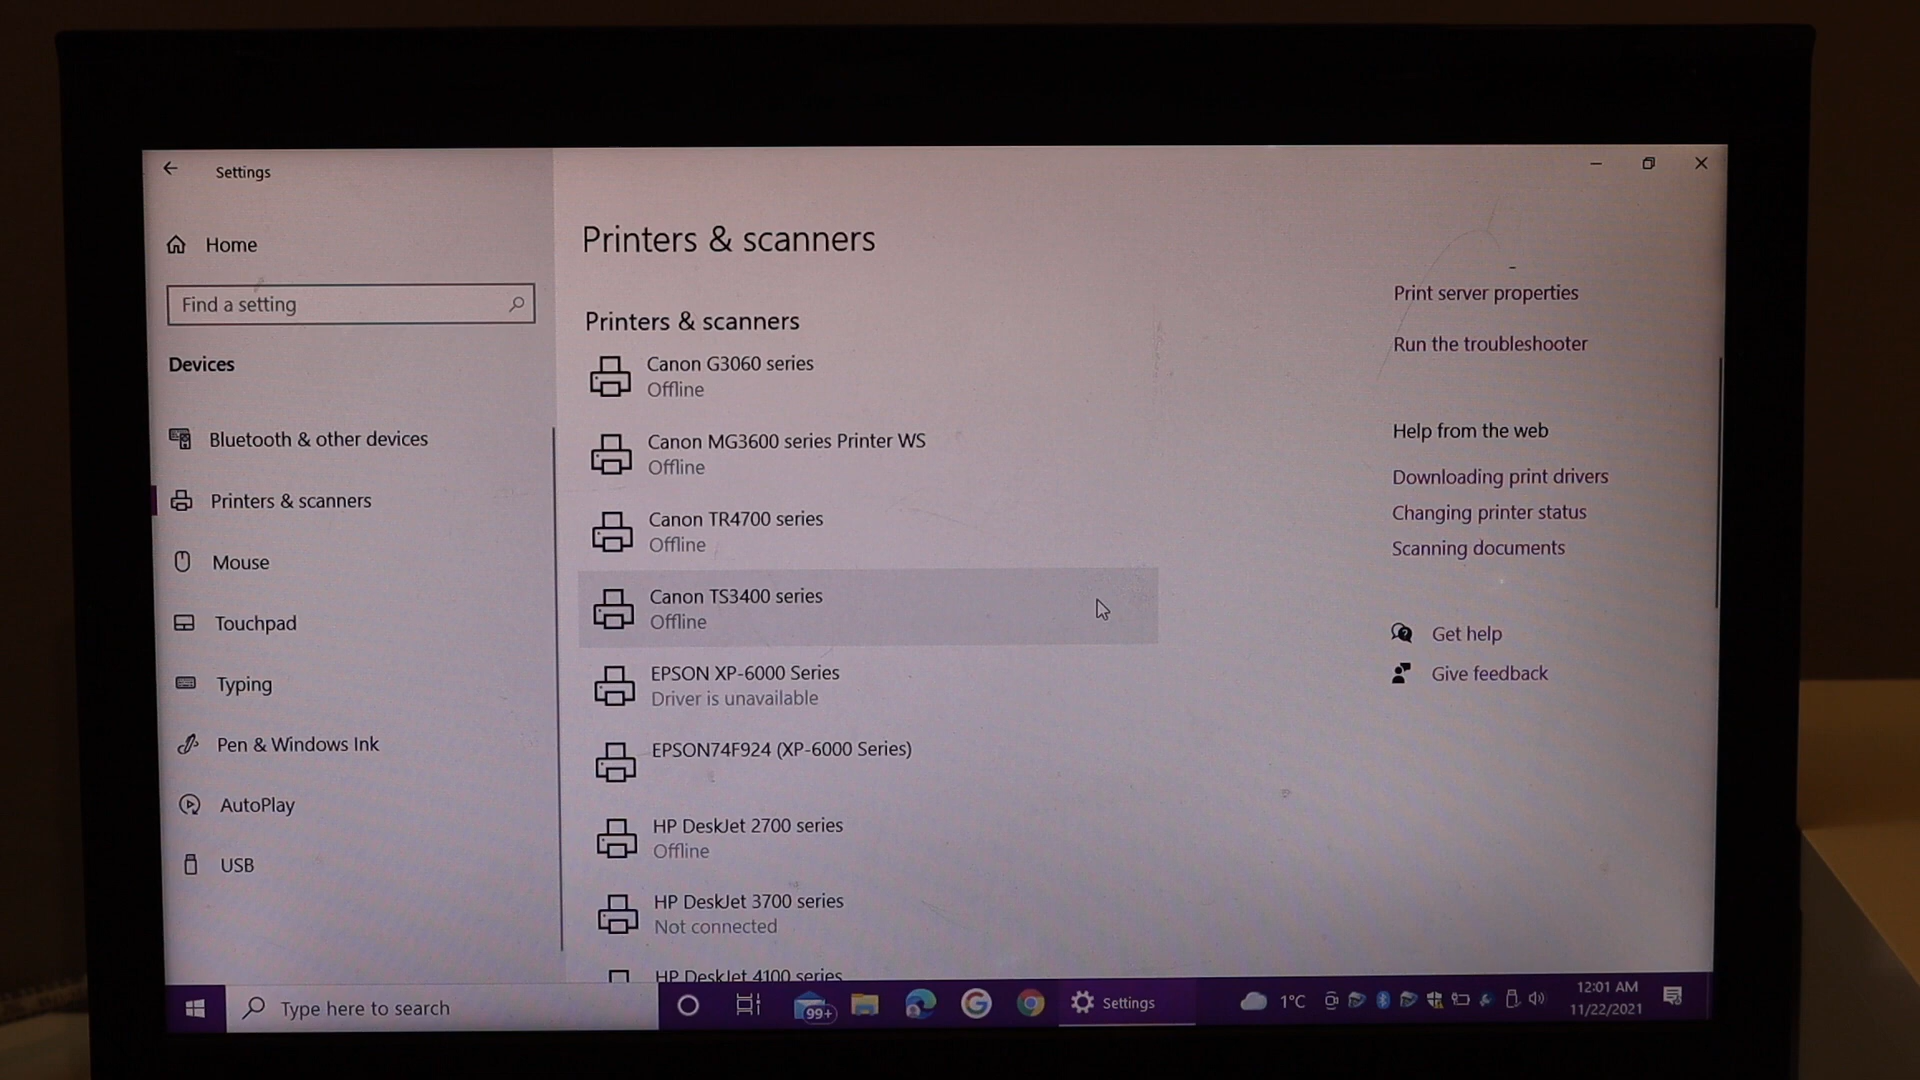 Settings
Home
Find a setting
Devices
Bluetooth & other devices
Printers & scanners
Mouse
Touchpad
Typing
Pen & Windows Ink
AutoPlay
USB
Printers & scanners
Printers & scanners
Canon G3060 series
Offline
Canon MG3600 series Printer WS
Offline
Canon TR4700 series
Offline
Canon TS3400 series
Offline
EPSON XP-6000 Series
Driver is unavailable
EPSON74F924 (XP-6000 Series)
HP DeskJet 2700 series
Offline
HP DeskJet 3700 series
Not connected
HP DeskJet 4100 series
Print server properties
Run the troubleshooter
Help from the web
Downloading print drivers
Changing printer status
Scanning documents
Get help
Give feedback
Type here to search
99+
G
Settings
1°C
12:01 AM
11/22/2021